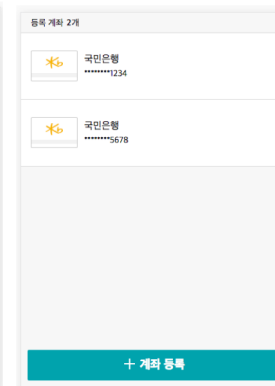 등록 계좌 2개
국민은행
********1234
국민은행
********5678
+ 계좌 등록